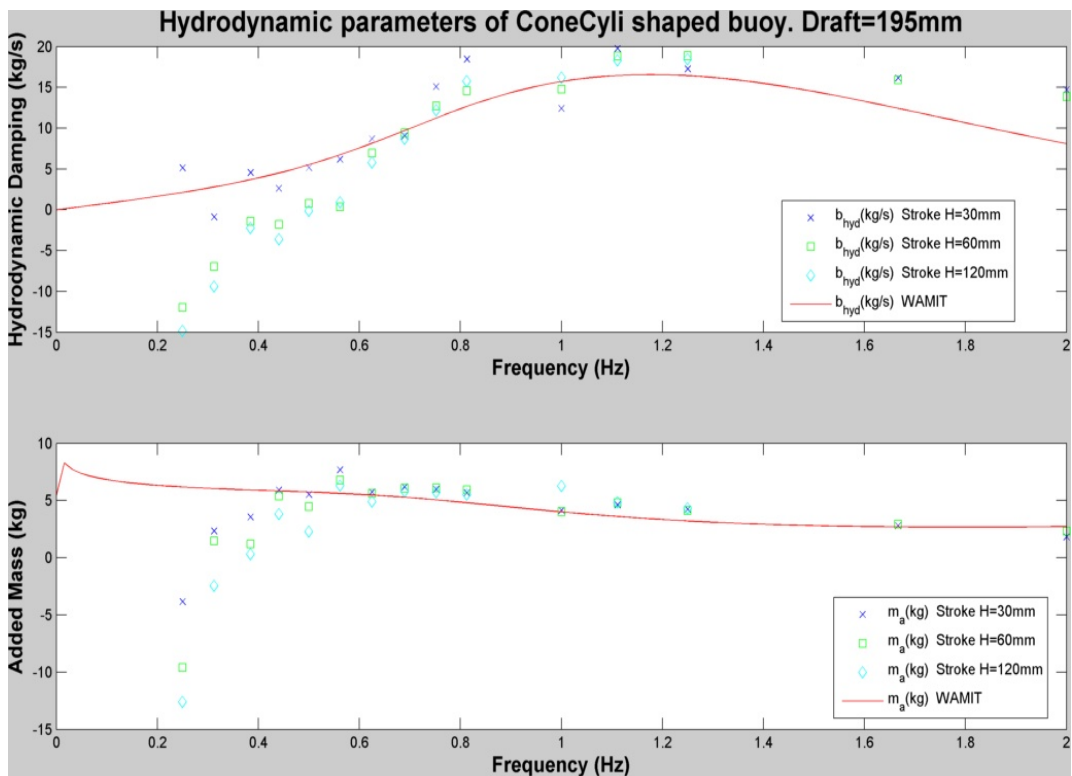 Hydrodynamic parameters of ConeCyli shaped buoy. Draft=195mm
Hydrodynamic Damping (kg/s)
20
15
10
5
0
-5
-10
-15
b_hyd(kg/s) Stroke H=30mm
b_hyd(kg/s) Stroke H=60mm
b_hyd(kg/s) Stroke H=120mm
b_hyd(kg/s) WAMIT
0 0.2 0.4 0.6 0.8 1 1.2 1.4 1.6 1.8 2
Frequency (Hz)
Added Mass (kg)
10
5
0
-5
-10
-15
m_a(kg) Stroke H=30mm
m_a(kg) Stroke H=60mm
m_a(kg) Stroke H=120mm
m_a(kg) WAMIT
0 0.2 0.4 0.6 0.8 1 1.2 1.4 1.6 1.8 2
Frequency (Hz)